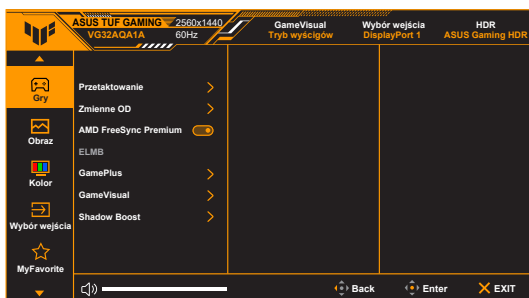 ASUS TUF GAMING 2560x1440
VG32AQA1A 60Hz
GameVisual
Tryb wyścigów
Wybór wejścia
DisplayPort 1
HDR
ASUS Gaming HDR
Gry
Obraz
Kolor
Wybór wejścia
MyFavorite
Przetaktowanie
Zmienne OD
AMD FreeSync Premium
ELMB
GamePlus
GameVisual
Shadow Boost
Back
Enter
EXIT